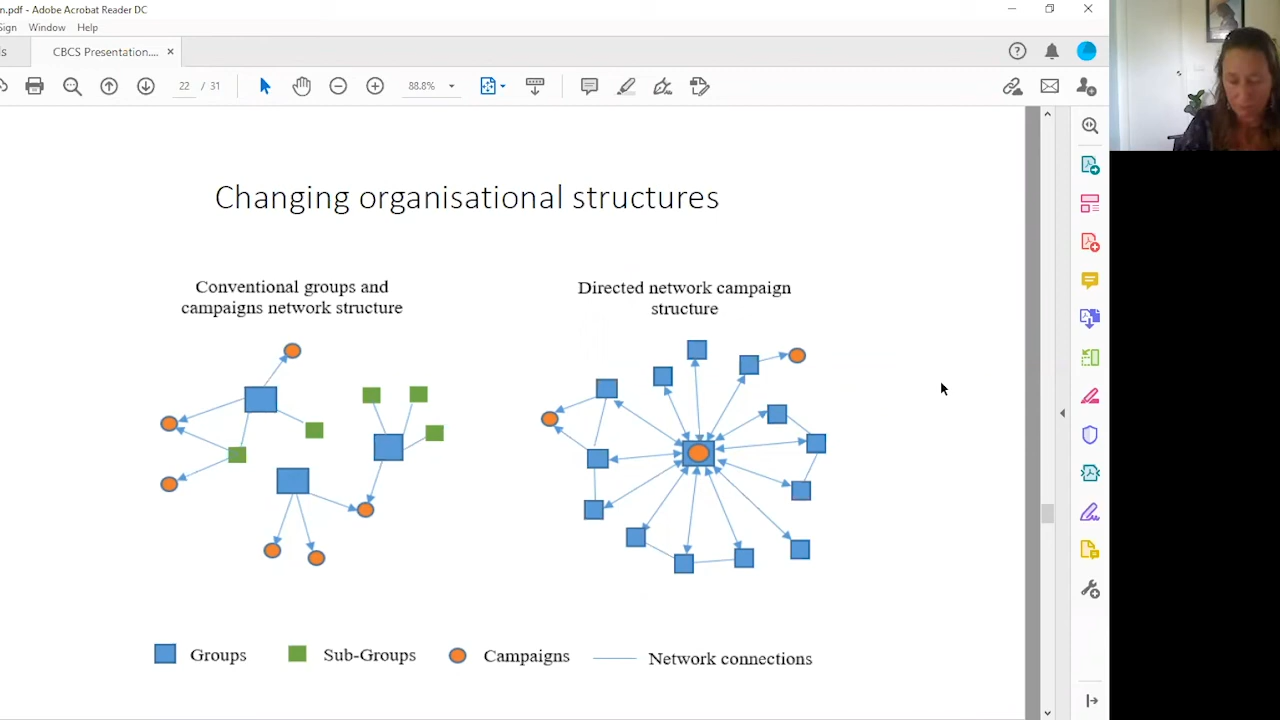 n.pdf - Adobe Acrobat Reader DC
Sign Window Help
ls CBCS Presentation.... ×
22 / 31 88.8%
Changing organisational structures
Conventional groups and
campaigns network structure
Directed network campaign
structure
Groups Sub-Groups Campaigns Network connections